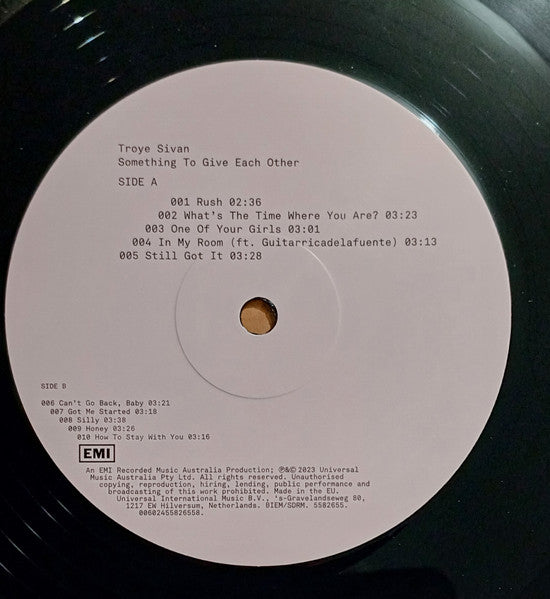 Troye Sivan
Something To Give Each Other
SIDE A
001 Rush 02:36
002 What's The Time Where You Are? 03:23
003 One Of Your Girls 03:01
004 In My Room (ft. Guitarricadelafuente) 03:13
005 Still Got It 03:28
SIDE B
006 Can't Go Back, Baby 03:21
007 Got Me Started 03:18
008 Silly 03:38
009 Honey 03:26
010 How To Stay With You 03:16
EMI
An EMI Recorded Music Australia Production; ℗&© 2023 Universal
Music Australia Pty Ltd. All rights reserved. Unauthorised
copying, reproduction, hiring, lending, public performance and
broadcasting of this work prohibited. Made in the EU.
Universal International Music B.V., 's-Gravelandseweg 80,
1217 EW Hilversum, Netherlands. BIEM/SDRM. 5582655.
00602455826558.